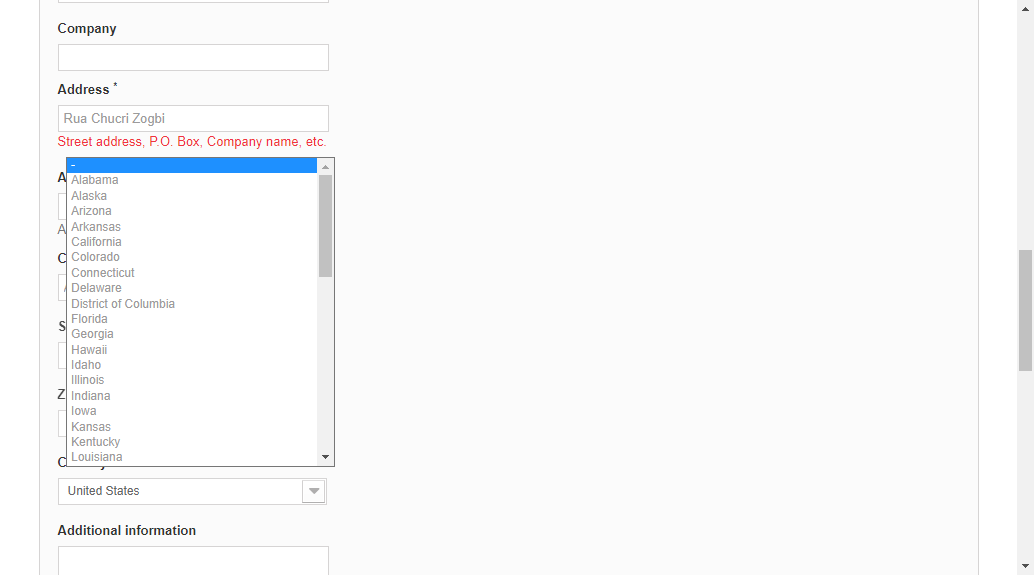 Company
Address *
Rua Chucri Zogbi
Street address, P.O. Box, Company name, etc.
-
A
Alabama
Alaska
Arizona
A
Arkansas
California
C
Colorado
Connecticut
Delaware
District of Columbia
Florida
S
Georgia
Hawaii
Idaho
Illinois
Z
Indiana
Iowa
Kansas
Kentucky
Louisiana
United States
Additional information